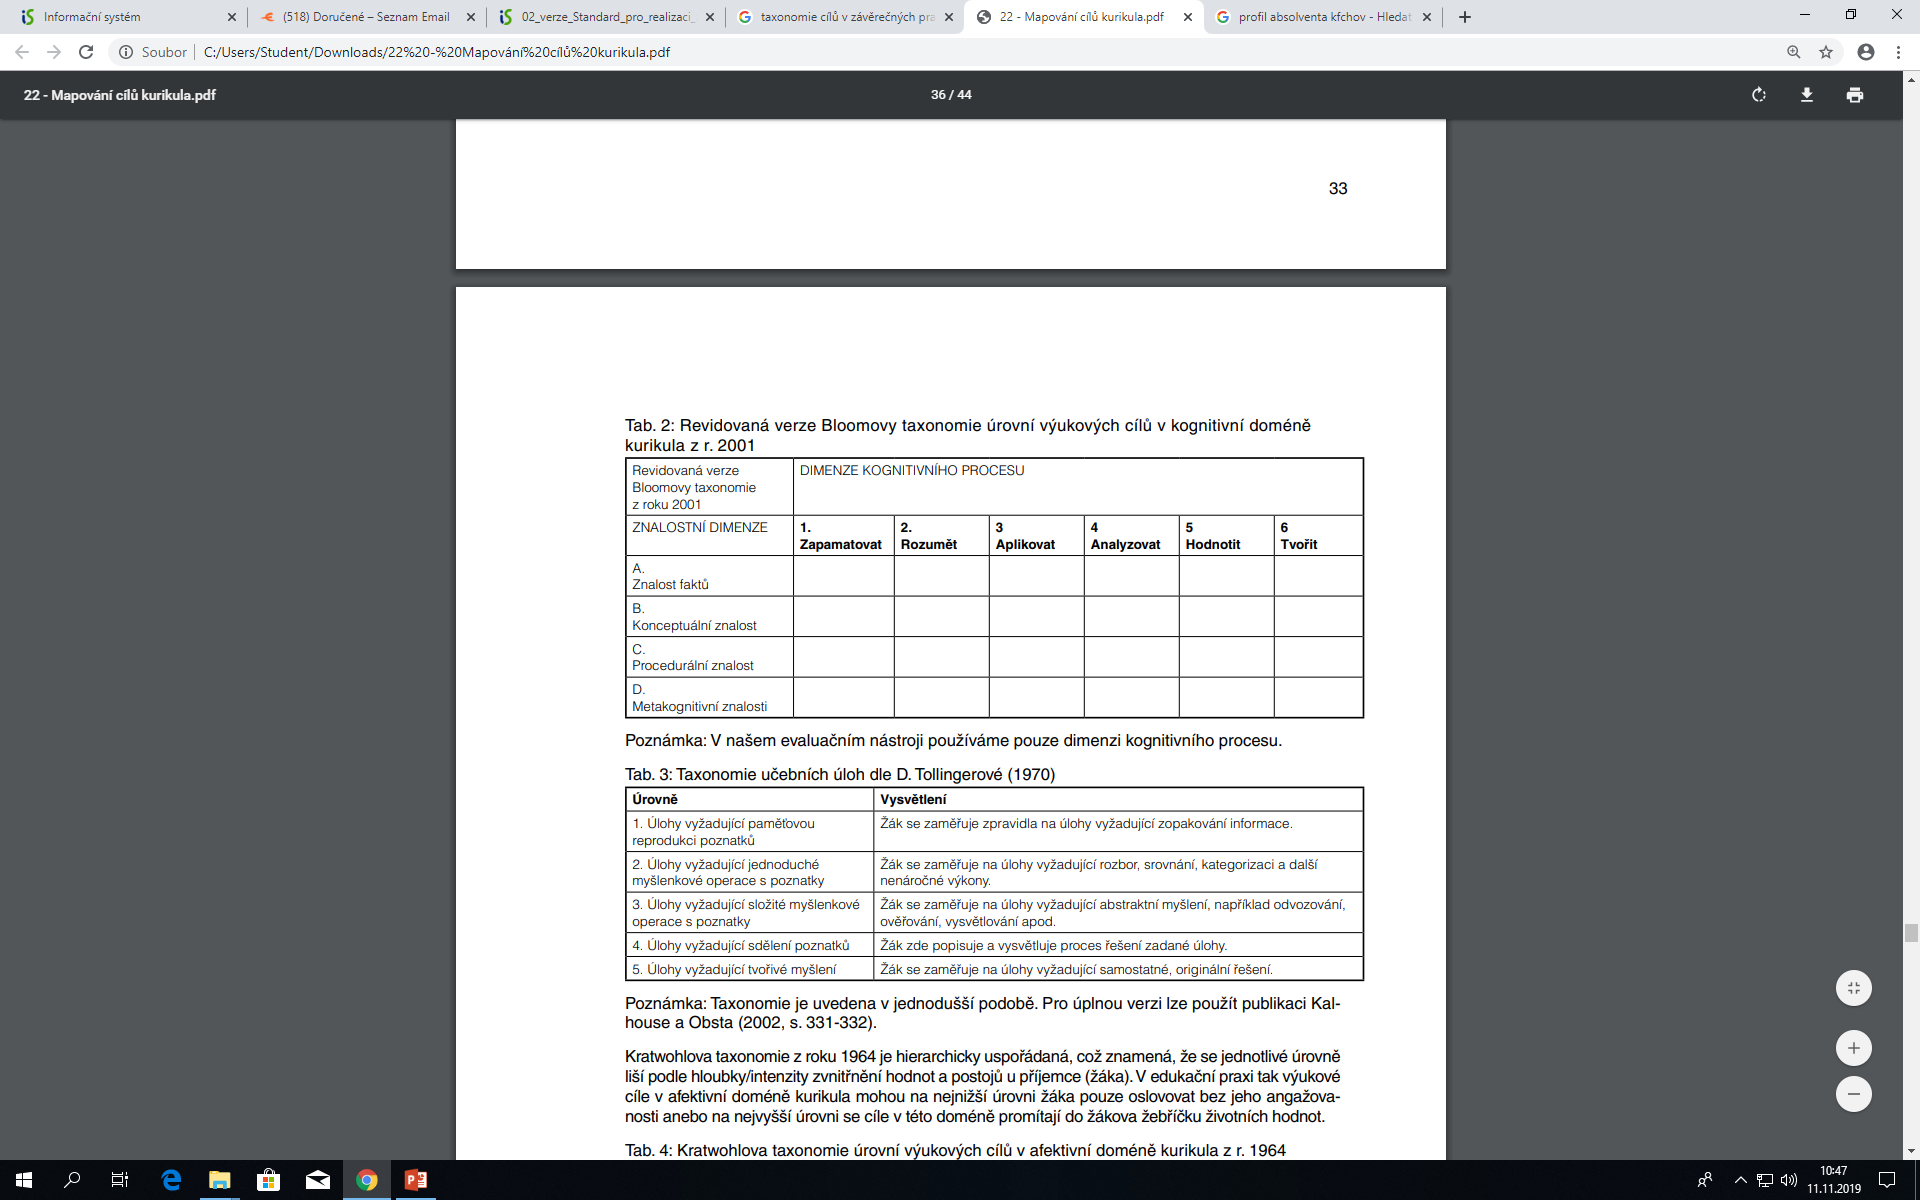 Informační systém
(518) Doručené – Seznam Email
02_verze_Standard_pro_realizaci_
taxonomie cílů v závěrečných pra
22 - Mapování cílů kurikula.pdf
profil absolventa kfchov - Hledat
Soubor
C:/Users/Student/Downloads/22%20-%20Mapování%20cílů%20kurikula.pdf
22 - Mapování cílů kurikula.pdf
36 / 44
33
Tab. 2: Revidovaná verze Bloomovy taxonomie úrovní výukových cílů v kognitivní doméně
kurikula z r. 2001
Revidovaná verze
Bloomovy taxonomie
z roku 2001
DIMENZE KOGNITIVNÍHO PROCESU
ZNALOSTNÍ DIMENZE
1.
Zapamatovat
2.
Rozumět
3
Aplikovat
4
Analyzovat
5
Hodnotit
6
Tvořit
A.
Znalost faktů
B.
Konceptuální znalost
C.
Procedurální znalost
D.
Metakognitivní znalosti
Poznámka: V našem evaluačním nástroji používáme pouze dimenzi kognitivního procesu.
Tab. 3: Taxonomie učebních úloh dle D. Tollingerové (1970)
Úrovně
Vysvětlení
1. Úlohy vyžadující paměťovou
reprodukci poznatků
Žák se zaměřuje zpravidla na úlohy vyžadující zopakování informace.
2. Úlohy vyžadující jednoduché
myšlenkové operace s poznatky
Žák se zaměřuje na úlohy vyžadující rozbor, srovnání, kategorizaci a další
nenáročné výkony.
3. Úlohy vyžadující složité myšlenkové
operace s poznatky
Žák se zaměřuje na úlohy vyžadující abstraktní myšlení, například odvozování,
ověřování, vysvětlování apod.
4. Úlohy vyžadující sdělení poznatků
Žák zde popisuje a vysvětluje proces řešení zadané úlohy.
5. Úlohy vyžadující tvořivé myšlení
Žák se zaměřuje na úlohy vyžadující samostatné, originální řešení.
Poznámka: Taxonomie je uvedena v jednodušší podobě. Pro úplnou verzi lze použít publikaci Kal-
house a Obsta (2002, s. 331-332).
Kratwohlova taxonomie z roku 1964 je hierarchicky uspořádaná, což znamená, že se jednotlivé úrovně
liší podle hloubky/intenzity zvnitřnění hodnot a postojů u příjemce (žáka). V edukační praxi tak výukové
cíle v afektivní doméně kurikula mohou na nejnižší úrovni žáka pouze oslovovat bez jeho angažova-
nosti anebo na nejvyšší úrovni se cíle v této doméně promítají do žákova žebříčku životních hodnot.
Tab. 4: Kratwohlova taxonomie úrovní výukových cílů v afektivní doméně kurikula z r. 1964
10:47
11.11.2019